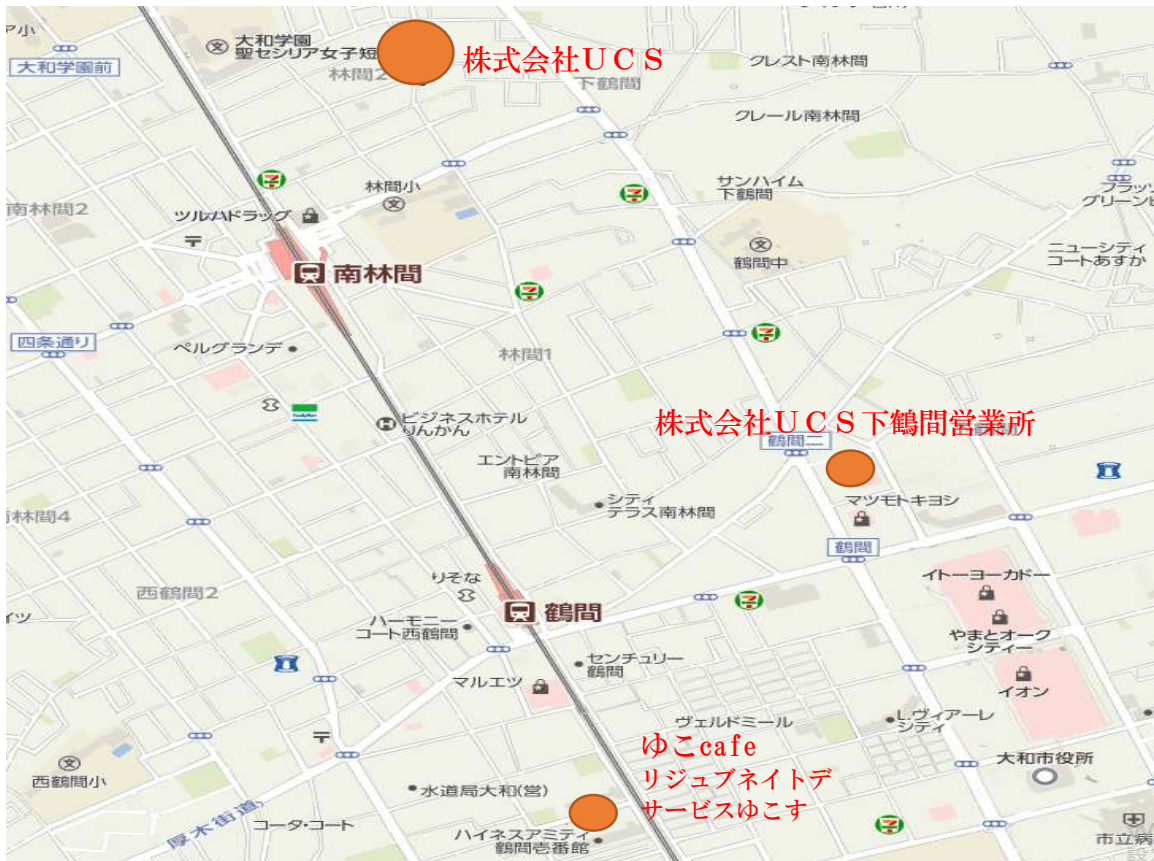 ア小
大和学園
聖セシリア女子短
大和学園前
林間2
株式会社UCS
下鶴間
クレスト南林間
クレール南林間
林間小
サンハイム
下鶴間
プラッツ
グリーンヒ
南林間2
ツルハドラッグ
鶴間中
ニューシティ
コートあすか
南林間
四条通り
ベルグランデ
林間1
ビジネスホテル
りんかん
株式会社UCS下鶴間営業所
鶴間二
エントピア
南林間
シティ
テラス南林間
マツモトキヨシ
南林間4
鶴間
りそな
イトーヨーカドー
西鶴間2
鶴間
イツ
ハーモニー
コート西鶴間
やまとオーク
シティー
センチュリー
鶴間
マルエツ
イオン
ヴェルドミール
L.ヴィアーレ
シティ
ゆこcafe
リジュブネイトデ
サービスゆこす
大和市役所
西鶴間小
水道局大和(営)
厚木街道
コータ・コート
ハイネスアミティ
鶴間壱番館
市立病